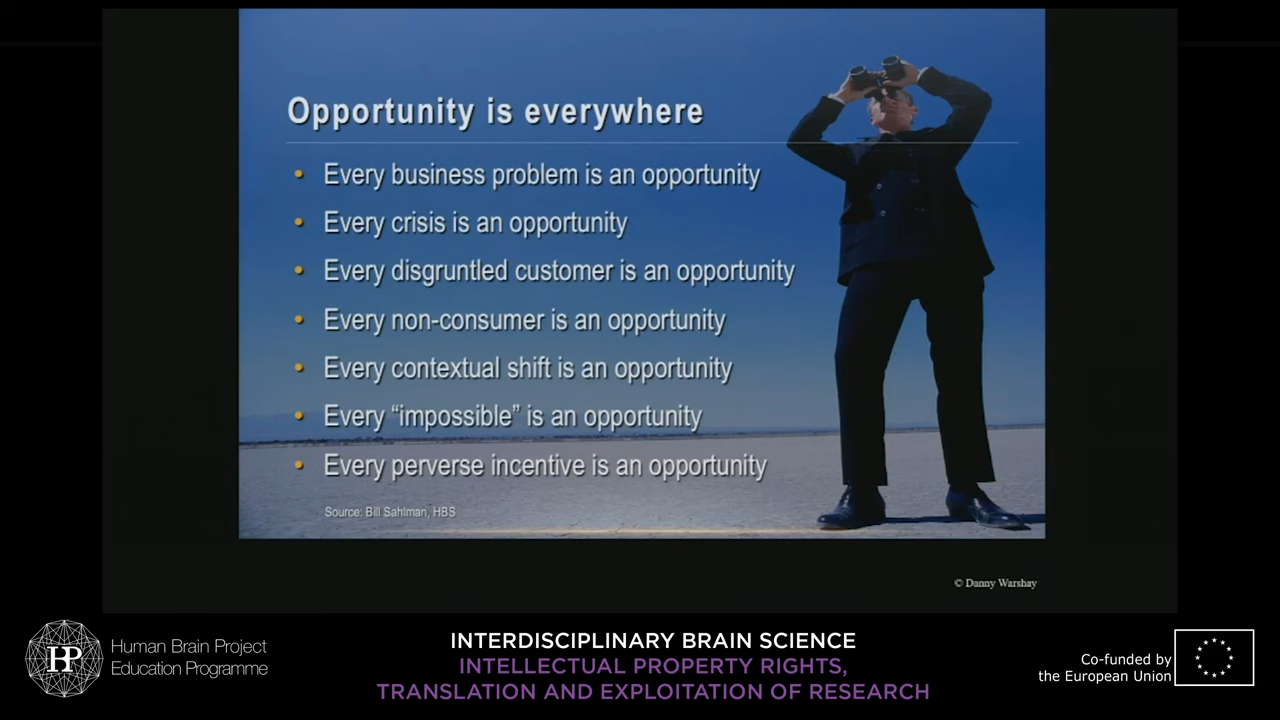 Opportunity is everywhere
• Every business problem is an opportunity
• Every crisis is an opportunity
• Every disgruntled customer is an opportunity
• Every non-consumer is an opportunity
• Every contextual shift is an opportunity
• Every “impossible” is an opportunity
• Every perverse incentive is an opportunity
Source: Bill Sahlman, HBS
© Danny Warshay
HP
Human Brain Project
Education Programme
INTERDISCIPLINARY BRAIN SCIENCE
INTELLECTUAL PROPERTY RIGHTS,
TRANSLATION AND EXPLOITATION OF RESEARCH
Co-funded by
the European Union